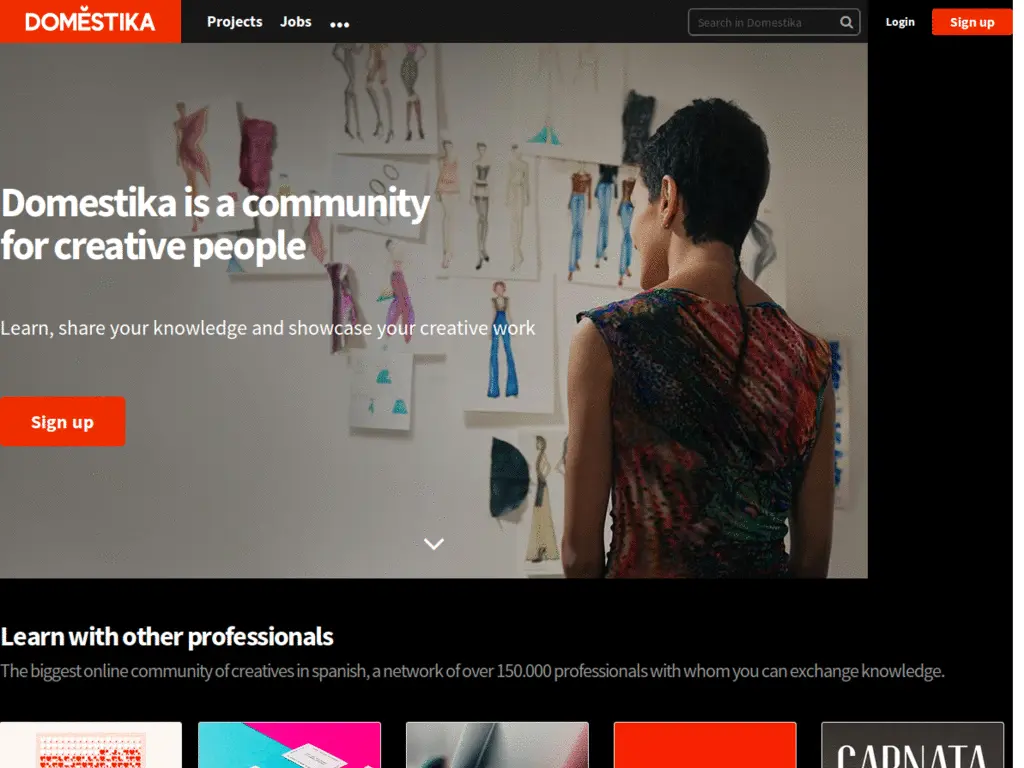 DOMĚSTIKA
Projects Jobs •••
Search in Domestika
Login
Sign up
Domestika is a community
for creative people
Learn, share your knowledge and showcase your creative work
Sign up
Learn with other professionals
The biggest online community of creatives in spanish, a network of over 150.000 professionals with whom you can exchange knowledge.